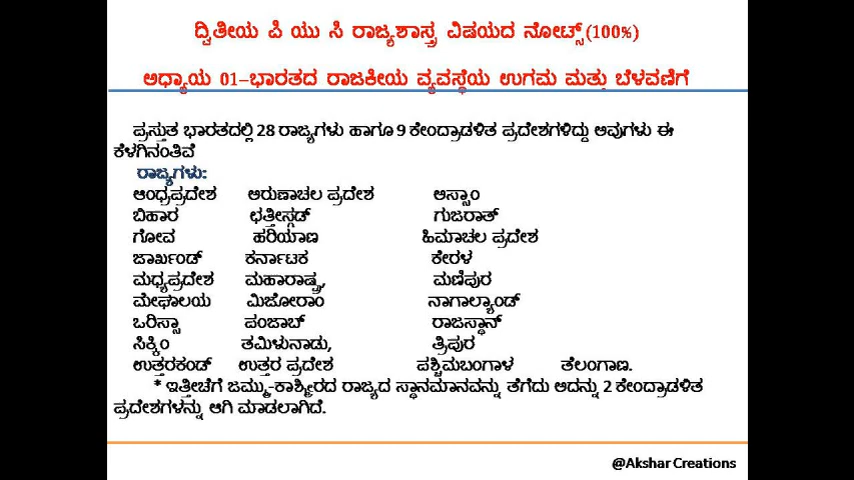 ದ್ವಿತೀಯ ಪಿ ಯು ಸಿ ರಾಜ್ಯಶಾಸ್ತ್ರ ವಿಷಯದ ನೋಟ್ಸ್(100%)
ಅಧ್ಯಾಯ 01–ಭಾರತದ ರಾಜಕೀಯ ವ್ಯವಸ್ಥೆಯ ಉಗಮ ಮತ್ತು ಬೆಳವಣಿಗೆ
ಪ್ರಸ್ತುತ ಭಾರತದಲ್ಲಿ 28 ರಾಜ್ಯಗಳು ಹಾಗೂ 9 ಕೇಂದ್ರಾಡಳಿತ ಪ್ರದೇಶಗಳಿದ್ದು ಅವುಗಳು ಈ
ಕೆಳಗಿನಂತಿವೆ
ರಾಜ್ಯಗಳು:
ಆಂಧ್ರಪ್ರದೇಶ ಅರುಣಾಚಲ ಪ್ರದೇಶ ಅಸ್ಸಾಂ
ಬಿಹಾರ ಛತ್ತೀಸ್ಗಡ್ ಗುಜರಾತ್
ಗೋವ ಹರಿಯಾಣ ಹಿಮಾಚಲ ಪ್ರದೇಶ
ಜಾರ್ಖಂಡ್ ಕರ್ನಾಟಕ ಕೇರಳ
ಮಧ್ಯಪ್ರದೇಶ ಮಹಾರಾಷ್ಟ್ರ, ಮಣಿಪುರ
ಮೇಘಾಲಯ ಮಿಜೋರಾಂ ನಾಗಾಲ್ಯಾಂಡ್
ಒರಿಸ್ಸಾ ಪಂಜಾಬ್ ರಾಜಸ್ಥಾನ್
ಸಿಕ್ಕಿಂ ತಮಿಳುನಾಡು, ತ್ರಿಪುರ
ಉತ್ತರಕಂಡ್ ಉತ್ತರ ಪ್ರದೇಶ ಪಶ್ಚಿಮಬಂಗಾಳ ತೆಲಂಗಾಣ.
* ಇತ್ತೀಚೆಗೆ ಜಮ್ಮು-ಕಾಶ್ಮೀರದ ರಾಜ್ಯದ ಸ್ಥಾನಮಾನವನ್ನು ತೆಗೆದು ಅದನ್ನು 2 ಕೇಂದ್ರಾಡಳಿತ
ಪ್ರದೇಶಗಳನ್ನು ಆಗಿ ಮಾಡಲಾಗಿದೆ.
@Akshar Creations